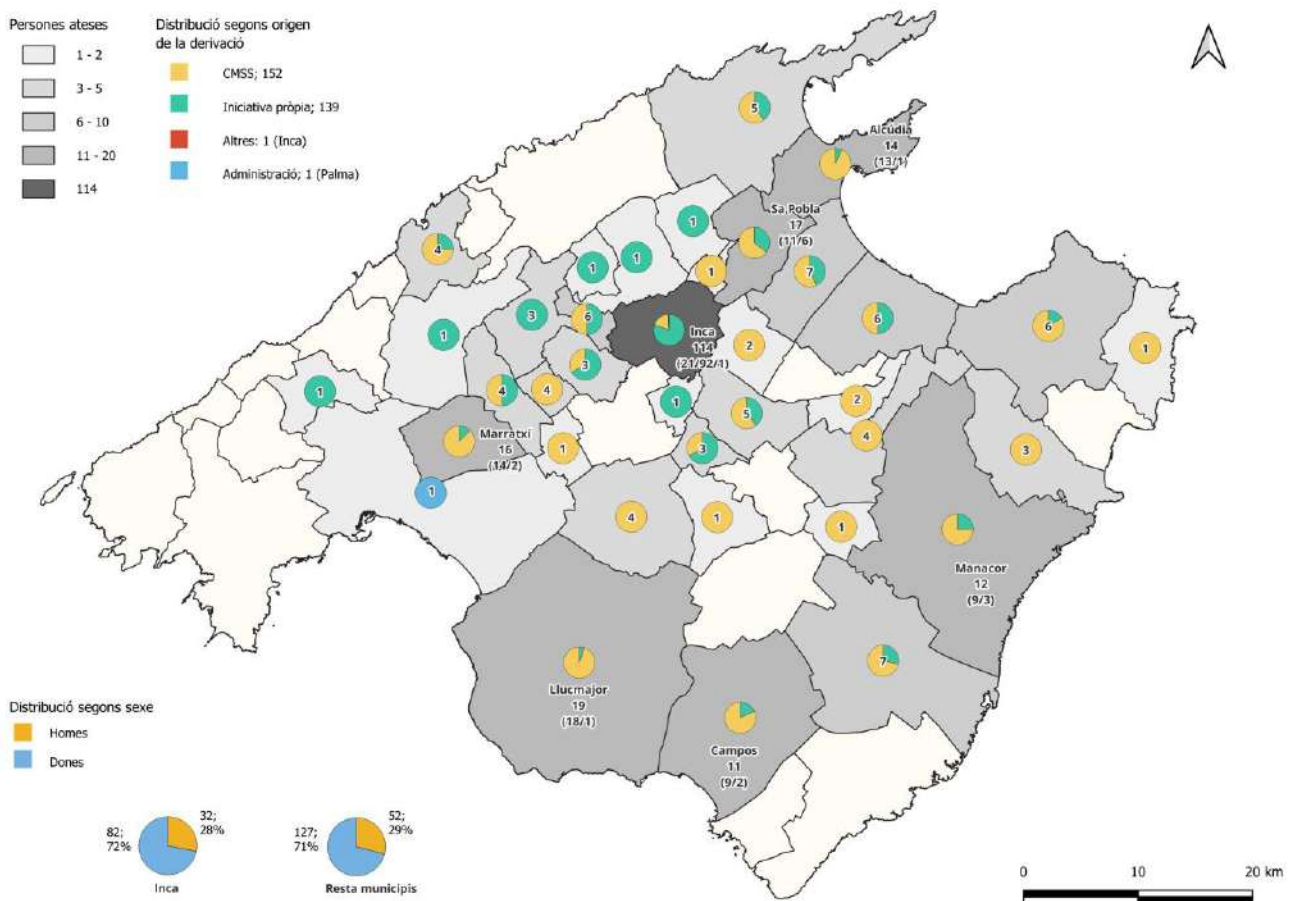 Persones ateses
1 - 2
3 - 5
6 - 10
11 - 20
114
Distribució segons origen
de la derivació
CMSS; 152
Iniciativa pròpia; 139
Altres: 1 (Inca)
Administració; 1 (Palma)
5
Alcúdia
14
(13/1)
Sa Pobla
17
(11/6)
1
4
1
1
1
7
3
6
6
6
1
1
Inca
114
(21/92/1)
2
3
1
4
4
1
5
2
4
Marratxí
16
(14/2)
1
3
3
1
4
1
1
Manacor
12
(9/3)
7
Llucmajor
19
(18/1)
Campos
11
(9/2)
Distribució segons sexe
Homes
Dones
82;
72%
32;
28%
Inca
127;
71%
52;
29%
Resta municipis
0 10 20 km